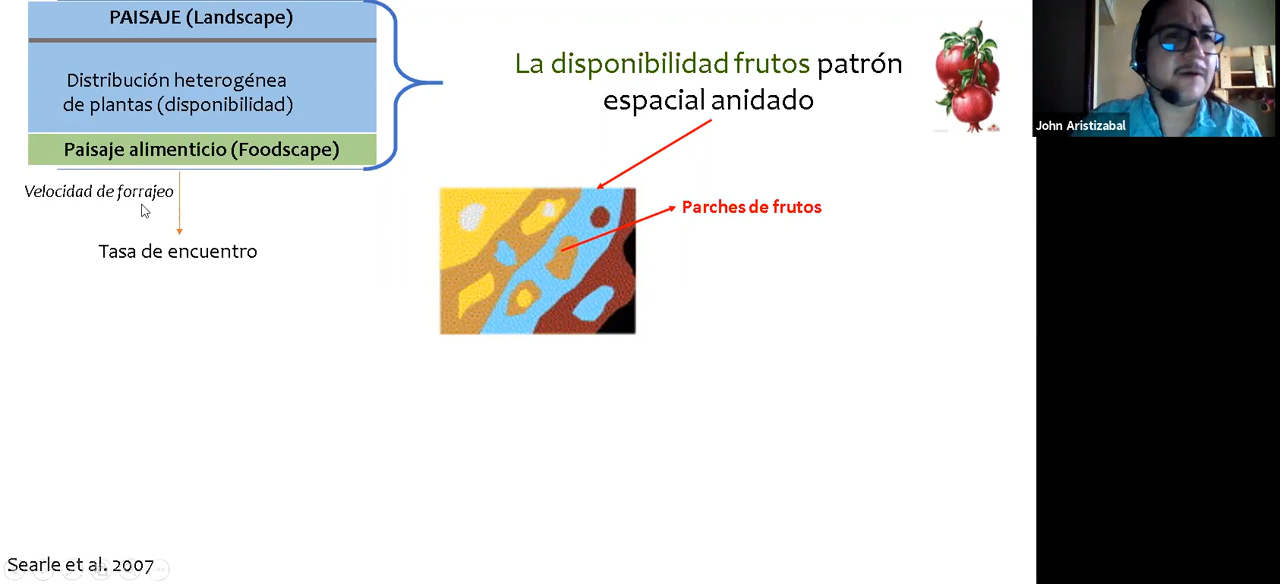 PAISAJE (Landscape)
Distribución heterogénea
de plantas (disponibilidad)
Paisaje alimenticio (Foodscape)
Velocidad de forrajeo
Tasa de encuentro
La disponibilidad frutos patrón
espacial anidado
Parches de frutos
John Aristizabal
Searle et al. 2007